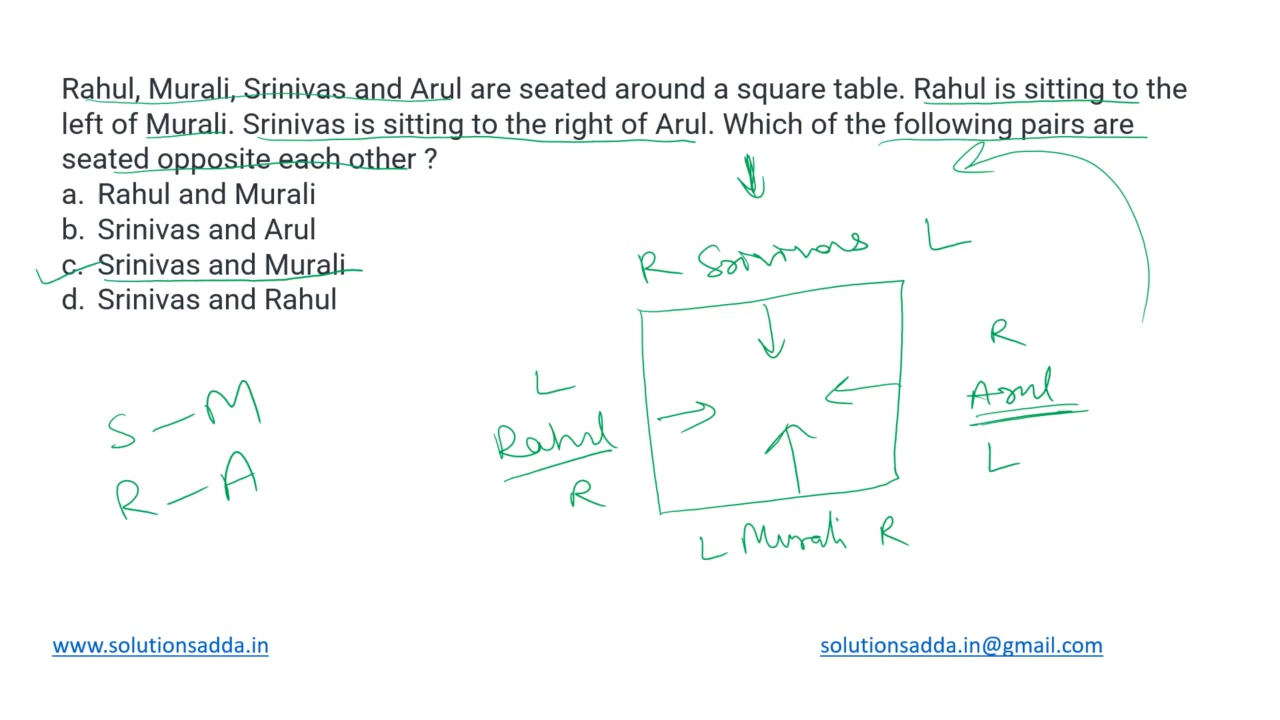 Rahul, Murali, Srinivas and Arul are seated around a square table. Rahul is sitting to the
left of Murali. Srinivas is sitting to the right of Arul. Which of the following pairs are
seated opposite each other ?
a. Rahul and Murali
b. Srinivas and Arul
c. Srinivas and Murali
d. Srinivas and Rahul
R Srinivas L
L
Rahul
R
R
Arul
L
L Murali R
S - M
R - A
www.solutionsadda.in
solutionsadda.in@gmail.com